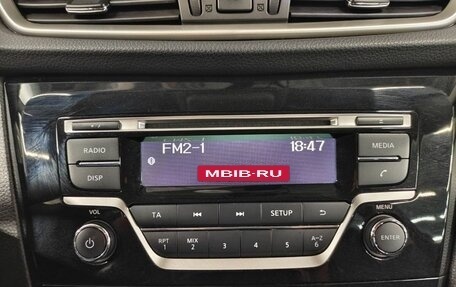 RADIO
FM2-1
18:47
MEDIA
DISP
MBIB-RU
VOL
TA
SETUP
MENU
RPT
1
MIX
2
3
4
5
A-Z
6
ENTER